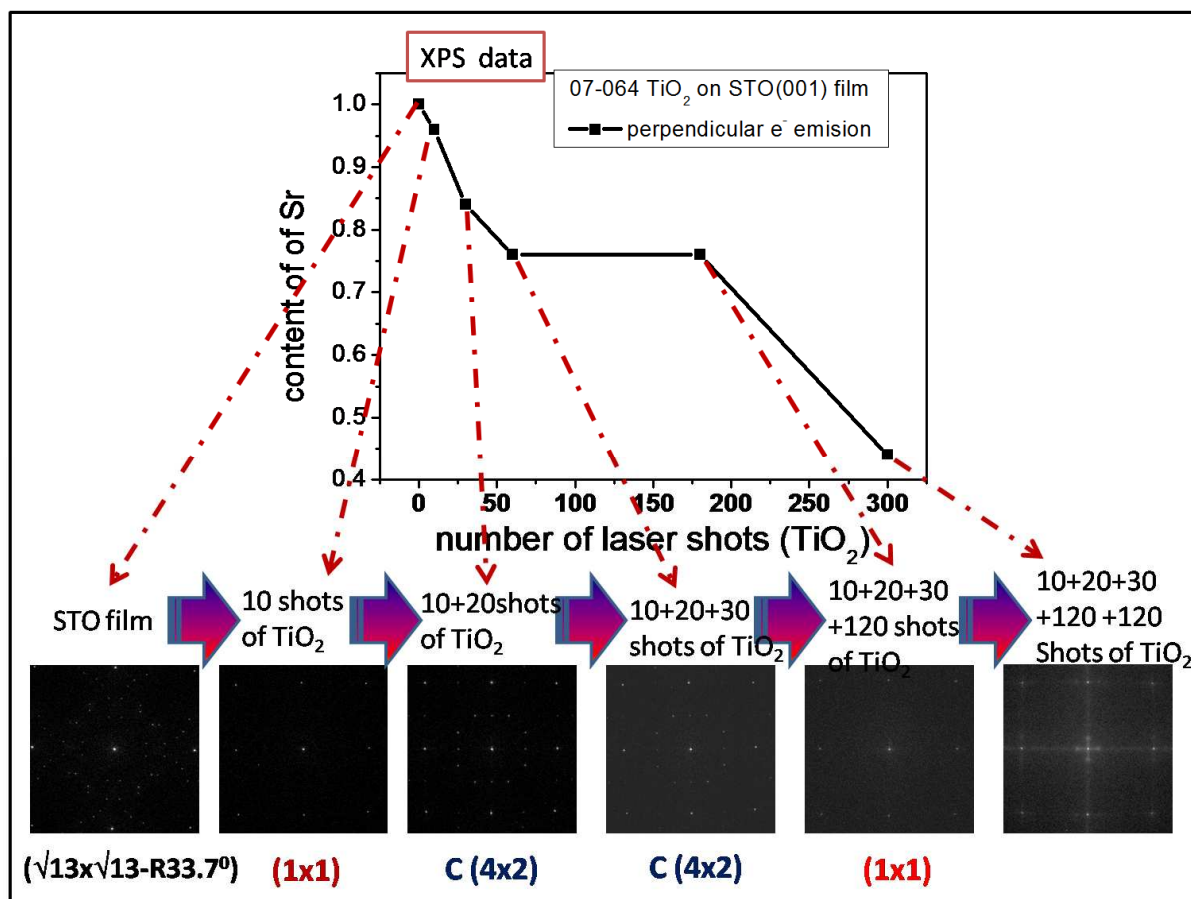 XPS data
07-064 TiO₂ on STO(001) film
perpendicular e⁻ emision
content of of Sr
1.0
0.9
0.8
0.7
0.6
0.5
0.4
0 50 100 150 200 250 300
number of laser shots (TiO₂)
STO film
10 shots
of TiO₂
10+20shots
of TiO₂
10+20+30
shots of TiO₂
10+20+30
+120 shots
of TiO₂
10+20+30
+120 +120
Shots of TiO₂
(√13x√13-R33.7⁰)
(1x1)
C (4x2)
C (4x2)
(1x1)